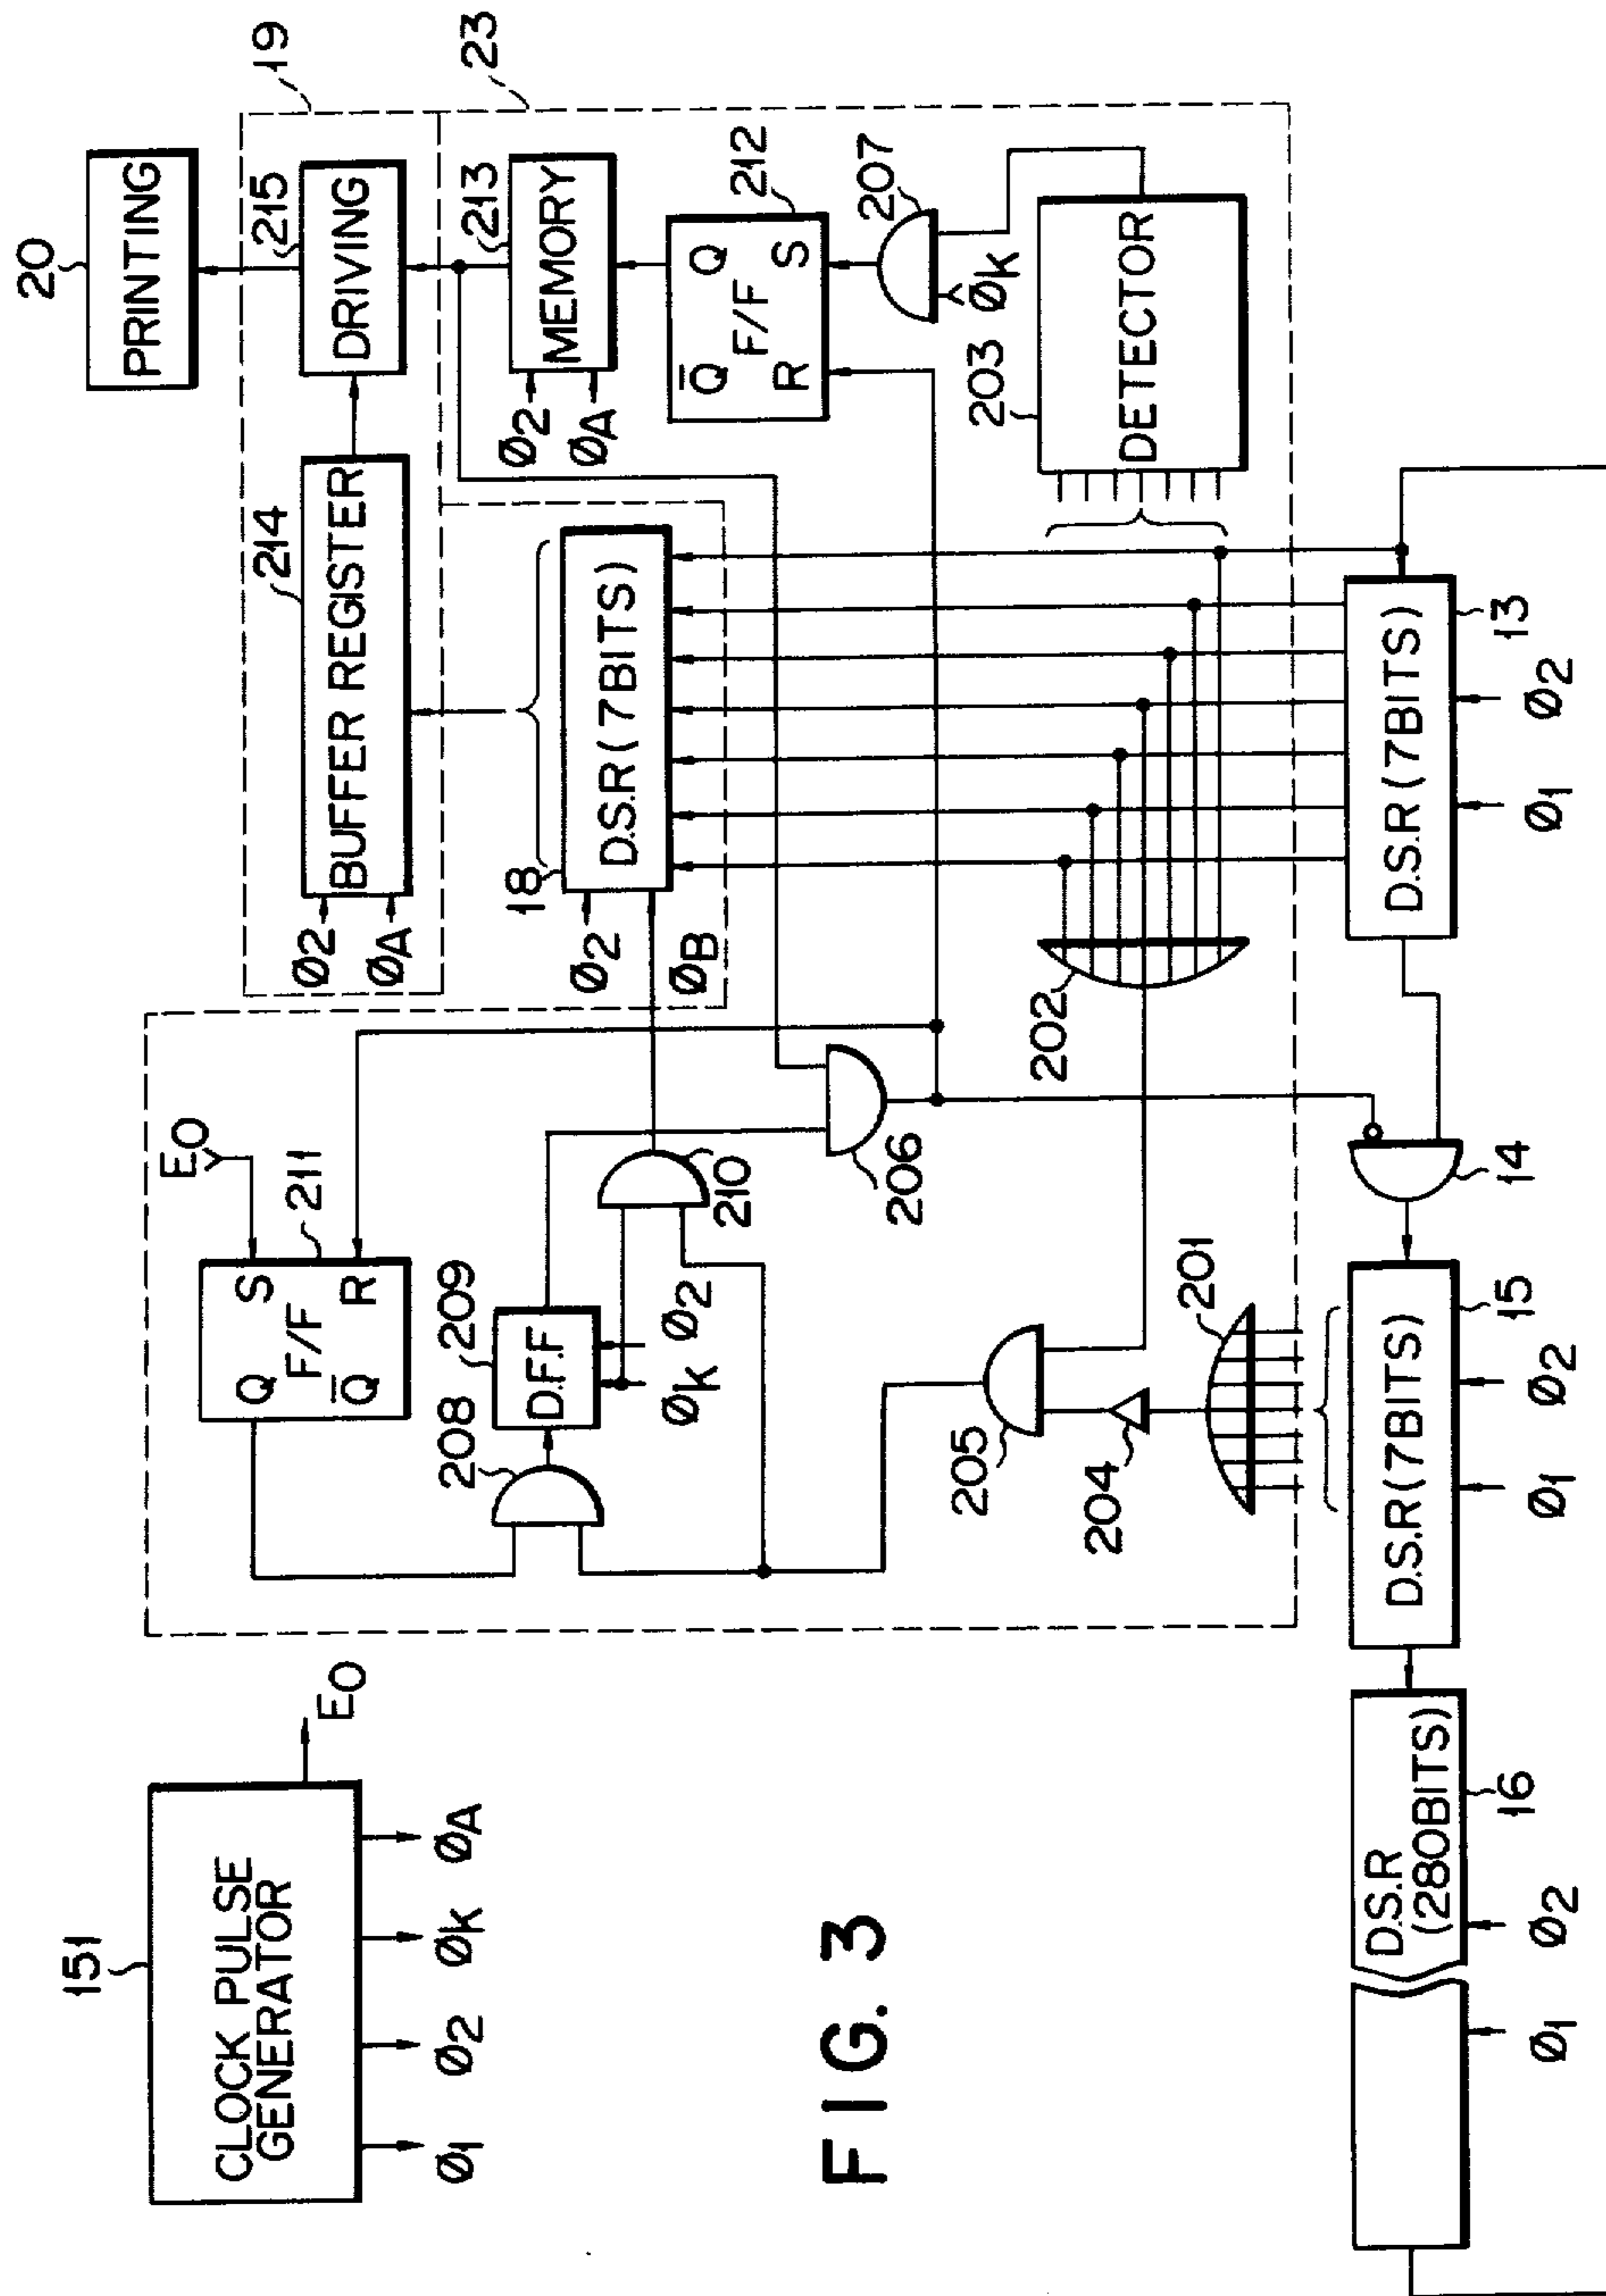 151
CLOCK PULSE
GENERATOR
E0
Ø1
Ø2
Øk
ØA
FIG. 3
20
PRINTING
19
23
215
DRIVING
214
BUFFER REGISTER
Ø2
ØA
213
MEMORY
Ø2
ØA
212
Q̅ Q
F/F
R S
207
Øk
203
DETECTOR
18
D.S.R (7BITS)
Ø2
ØB
E0
211
Q S
F/F
Q̅ R
208
209
D.F.F
Øk
Ø2
210
206
202
205
204
201
D.S.R
(280BITS)
16
Ø1
Ø2
D.S.R (7BITS)
15
Ø1
Ø2
14
D.S.R (7BITS)
13
Ø1
Ø2